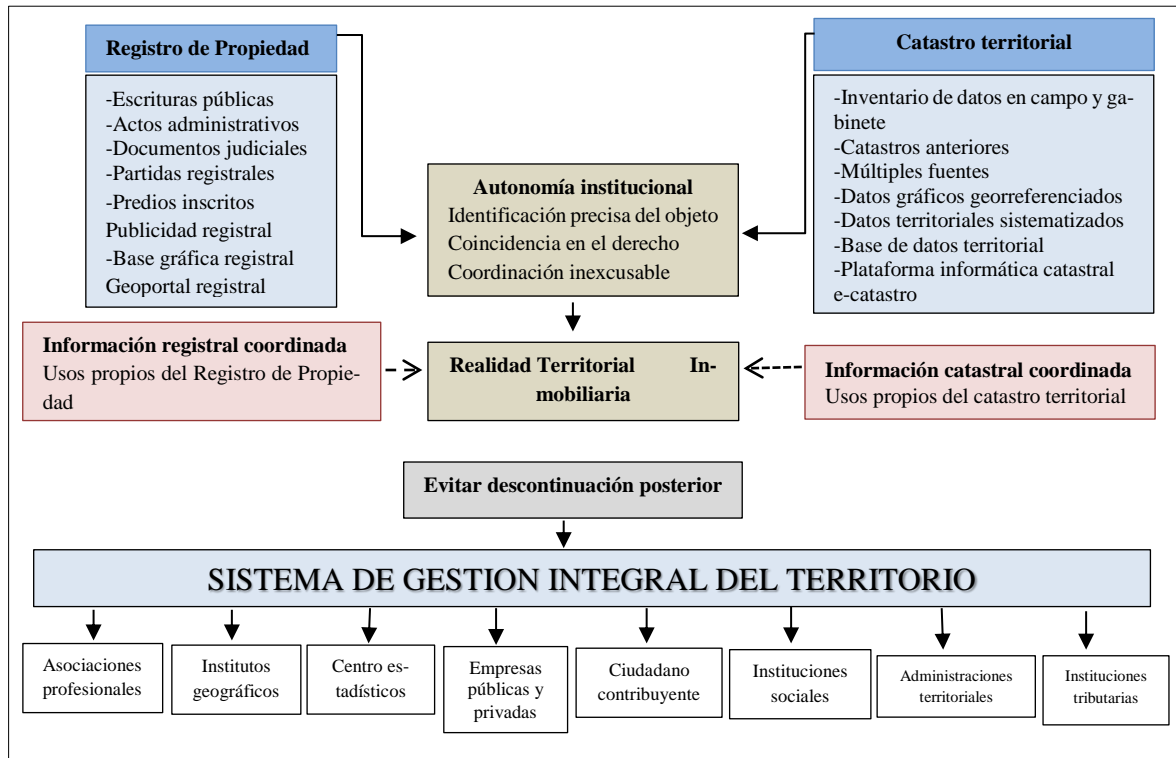 Registro de Propiedad
-Escrituras públicas
-Actos administrativos
-Documentos judiciales
-Partidas registrales
-Predios inscritos
Publicidad registral
-Base gráfica registral
Geoportal registral
Catastro territorial
-Inventario de datos en campo y ga-
binete
-Catastros anteriores
-Múltiples fuentes
-Datos gráficos georreferenciados
-Datos territoriales sistematizados
-Base de datos territorial
-Plataforma informática catastral
e-catastro
Autonomía institucional
Identificación precisa del objeto
Coincidencia en el derecho
Coordinación inexcusable
Información registral coordinada
Usos propios del Registro de Propie-
dad
Realidad Territorial In-
mobiliaria
Información catastral coordinada
Usos propios del catastro territorial
Evitar descontinuación posterior
SISTEMA DE GESTION INTEGRAL DEL TERRITORIO
Asociaciones
profesionales
Institutos
geográficos
Centro es-
tadísticos
Empresas
públicas y
privadas
Ciudadano
contribuyente
Instituciones
sociales
Administraciones
territoriales
Instituciones
tributarias